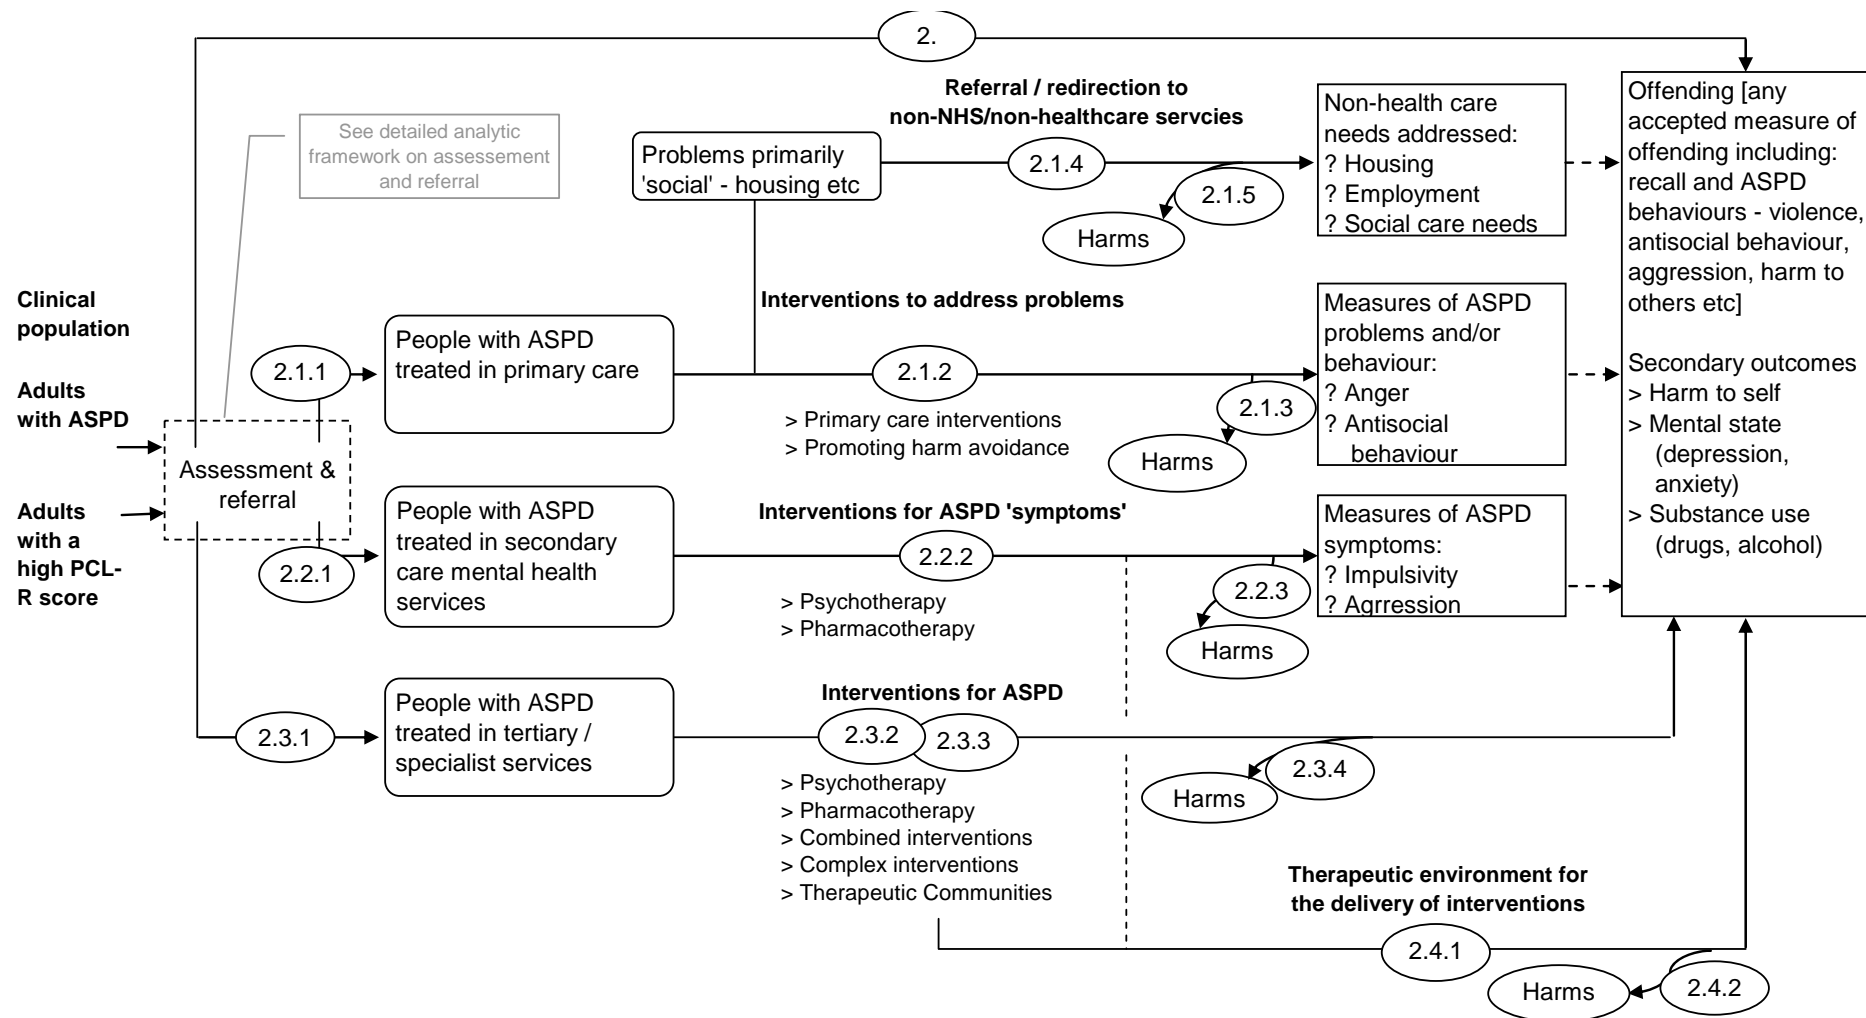 2.
Referral / redirection to
non-NHS/non-healthcare servcies
See detailed analytic
framework on assessement
and referral
Problems primarily
'social' - housing etc
2.1.4
2.1.5
Harms
Non-health care
needs addressed:
? Housing
? Employment
? Social care needs
Offending [any
accepted measure of
offending including:
recall and ASPD
behaviours - violence,
antisocial behaviour,
aggression, harm to
others etc]
Secondary outcomes
> Harm to self
> Mental state
(depression,
anxiety)
> Substance use
(drugs, alcohol)
Clinical
population
Adults
with ASPD
Adults
with a
high PCL-
R score
Assessment &
referral
2.1.1
People with ASPD
treated in primary care
Interventions to address problems
2.1.2
> Primary care interventions
> Promoting harm avoidance
2.1.3
Harms
Measures of ASPD
problems and/or
behaviour:
? Anger
? Antisocial
behaviour
2.2.1
People with ASPD
treated in secondary
care mental health
services
Interventions for ASPD 'symptoms'
2.2.2
> Psychotherapy
> Pharmacotherapy
2.2.3
Harms
Measures of ASPD
symptoms:
? Impulsivity
? Agrression
2.3.1
People with ASPD
treated in tertiary /
specialist services
Interventions for ASPD
2.3.2
2.3.3
> Psychotherapy
> Pharmacotherapy
> Combined interventions
> Complex interventions
> Therapeutic Communities
2.3.4
Harms
Therapeutic environment for
the delivery of interventions
2.4.1
2.4.2
Harms